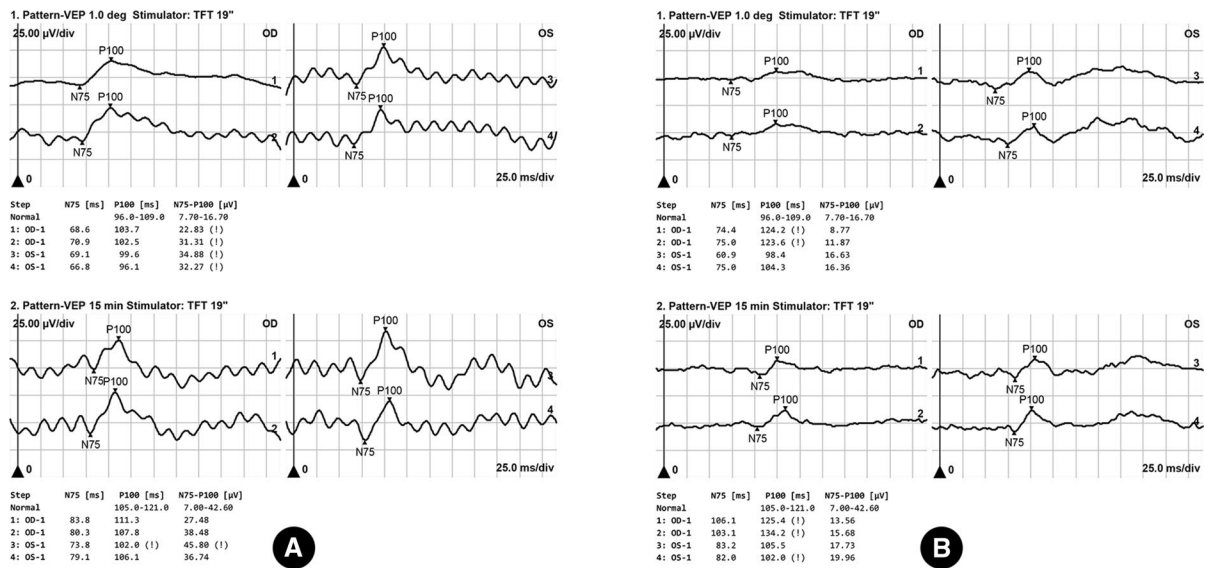 1. Pattern-VEP 1.0 deg Stimulator: TFT 19"
25.00 µV/div OD OS
P100 P100
1 3
N75 N75
P100 P100
2 4
N75 N75
0 0 25.0 ms/div
Step N75 [ms] P100 [ms] N75-P100 [µV]
Normal 96.0-109.0 7.70-16.70
1: OD-1 68.6 103.7 22.83 (!)
2: OD-1 70.9 102.5 31.31 (!)
3: OS-1 69.1 99.6 34.88 (!)
4: OS-1 66.8 96.1 32.27 (!)
2. Pattern-VEP 15 min Stimulator: TFT 19"
25.00 µV/div OD OS
P100 P100
1 3
N75 N75
P100 P100
2 4
N75 N75
0 0 25.0 ms/div
Step N75 [ms] P100 [ms] N75-P100 [µV]
Normal 105.0-121.0 7.00-42.60
1: OD-1 83.8 111.3 27.48
2: OD-1 80.3 107.8 38.48
3: OS-1 73.8 102.0 (!) 45.80 (!)
4: OS-1 79.1 106.1 36.74
A
1. Pattern-VEP 1.0 deg Stimulator: TFT 19"
25.00 µV/div OD OS
P100 P100
1 3
N75 N75
P100 P100
2 4
N75 N75
0 0 25.0 ms/div
Step N75 [ms] P100 [ms] N75-P100 [µV]
Normal 96.0-109.0 7.70-16.70
1: OD-1 74.4 124.2 (!) 8.77
2: OD-1 75.0 123.6 (!) 11.87
3: OS-1 60.9 98.4 16.63
4: OS-1 75.0 104.3 16.36
2. Pattern-VEP 15 min Stimulator: TFT 19"
25.00 µV/div OD OS
P100 P100
1 3
N75 N75
P100 P100
2 4
N75 N75
0 0 25.0 ms/div
Step N75 [ms] P100 [ms] N75-P100 [µV]
Normal 105.0-121.0 7.00-42.60
1: OD-1 106.1 125.4 (!) 13.56
2: OD-1 103.1 134.2 (!) 15.68
3: OS-1 83.2 105.5 17.73
4: OS-1 82.0 102.0 (!) 19.96
B